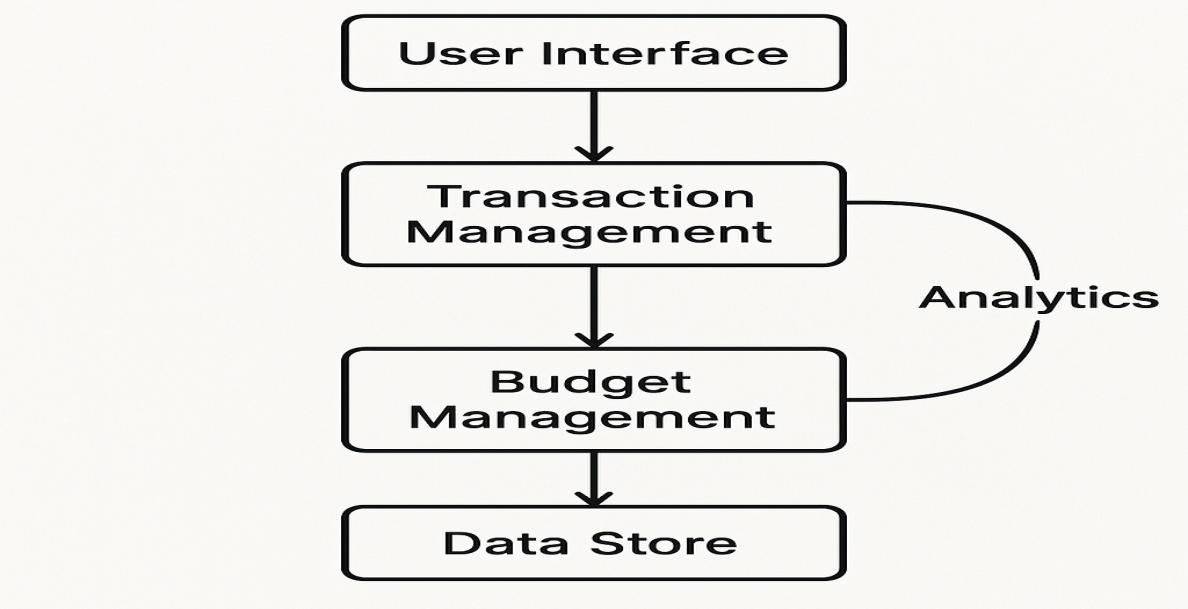 User Interface
Transaction
Management
Analytics
Budget
Management
Data Store